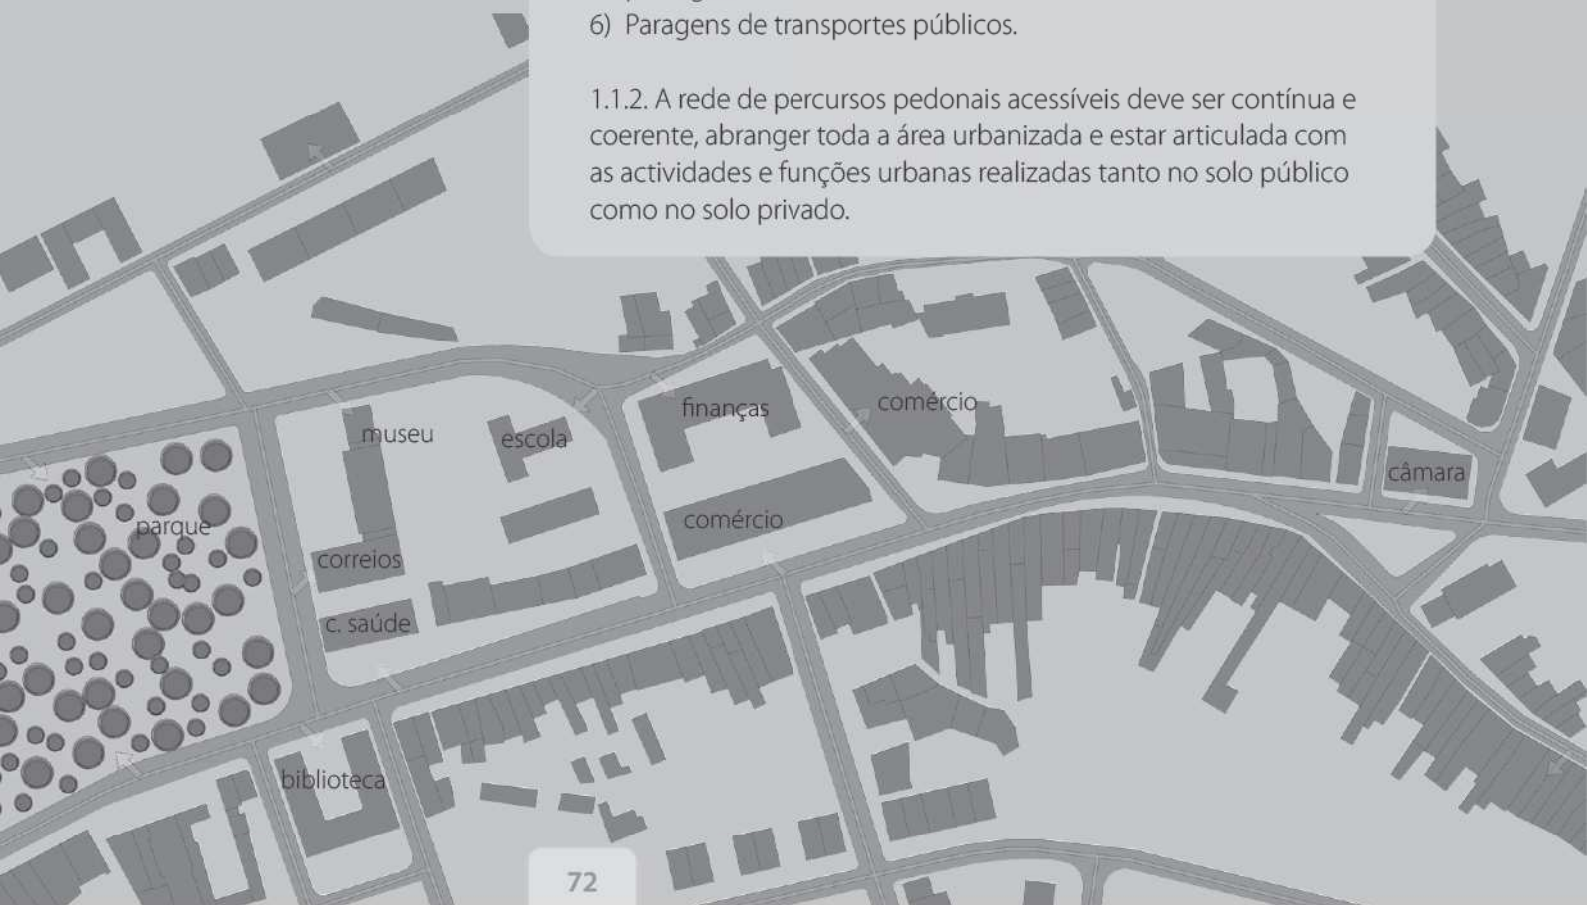 6) Paragens de transportes públicos.
1.1.2. A rede de percursos pedonais acessíveis deve ser contínua e
coerente, abranger toda a área urbanizada e estar articulada com
as actividades e funções urbanas realizadas tanto no solo público
como no solo privado.
finanças
comércio
museu
escola
câmara
parque
comércio
correios
c. saúde
biblioteca
72